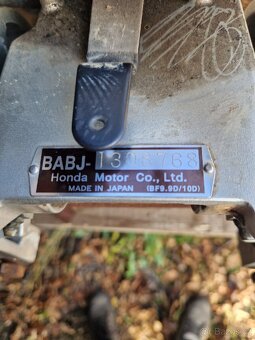 BABJ-1308768
Honda Motor Co., Ltd.
MADE IN JAPAN (BF9.9D/10D)